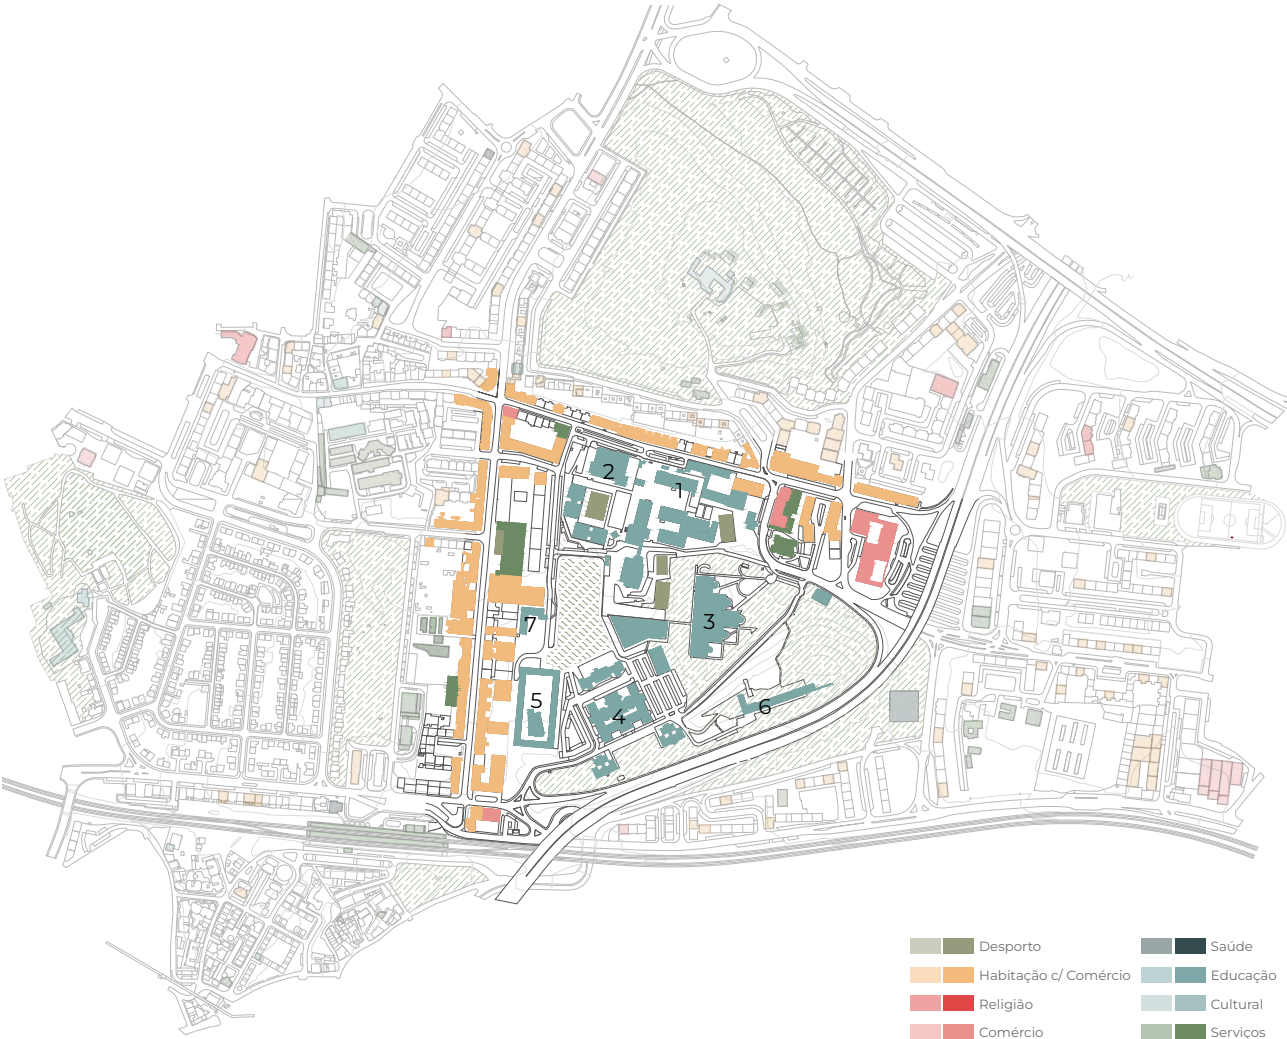 2
1
3
7
5
4
6
Desporto
Saúde
Habitação c/ Comércio
Educação
Religião
Cultural
Comércio
Serviços